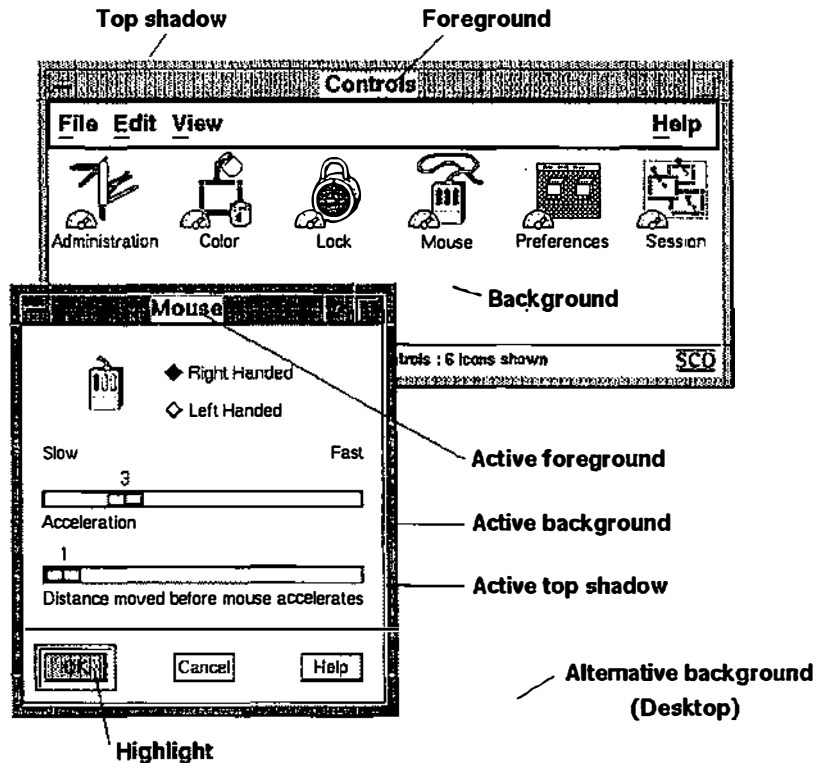 Top shadow
Foreground
Controls
File Edit View Help
Administration Color Lock Mouse Preferences Session
Background
Mouse
trols : 6 icons shown SCO
Right Handed
Left Handed
Slow Fast
Active foreground
3
Acceleration
Active background
1
Active top shadow
Distance moved before mouse accelerates
OK Cancel Help
Alternative background
(Desktop)
Highlight